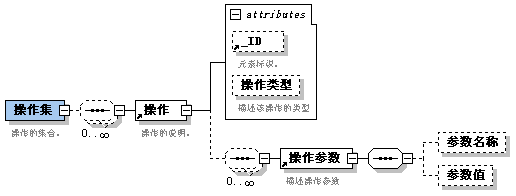 attributes
_ID
元素标识。
操作类型
描述该操作的类型
操作集
操作的集合。
0..∞
操作
操作的说明。
0..∞
操作参数
描述操作参数
参数名称
参数值